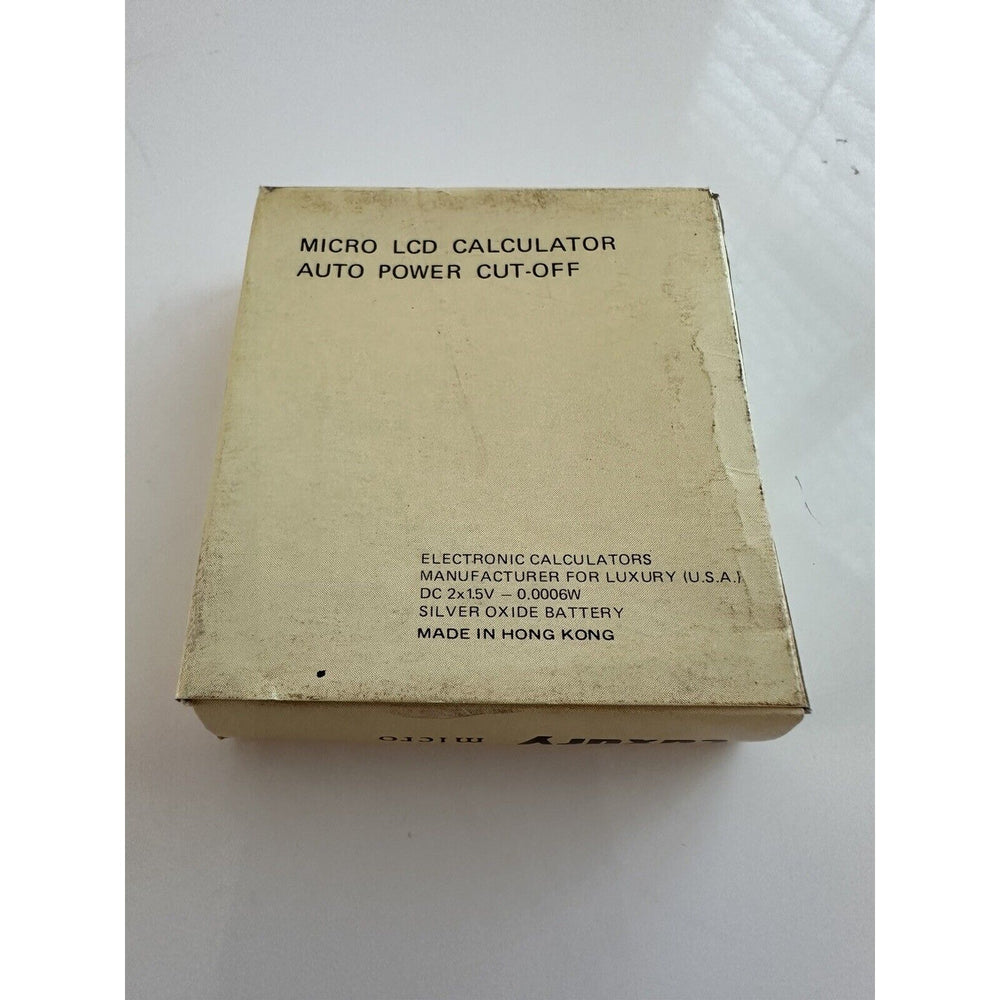 MICRO LCD CALCULATOR
AUTO POWER CUT-OFF
ELECTRONIC CALCULATORS
MANUFACTURER FOR LUXURY (U.S.A.)
DC 2x1.5V – 0.0006W
SILVER OXIDE BATTERY
MADE IN HONG KONG
Luxury micro